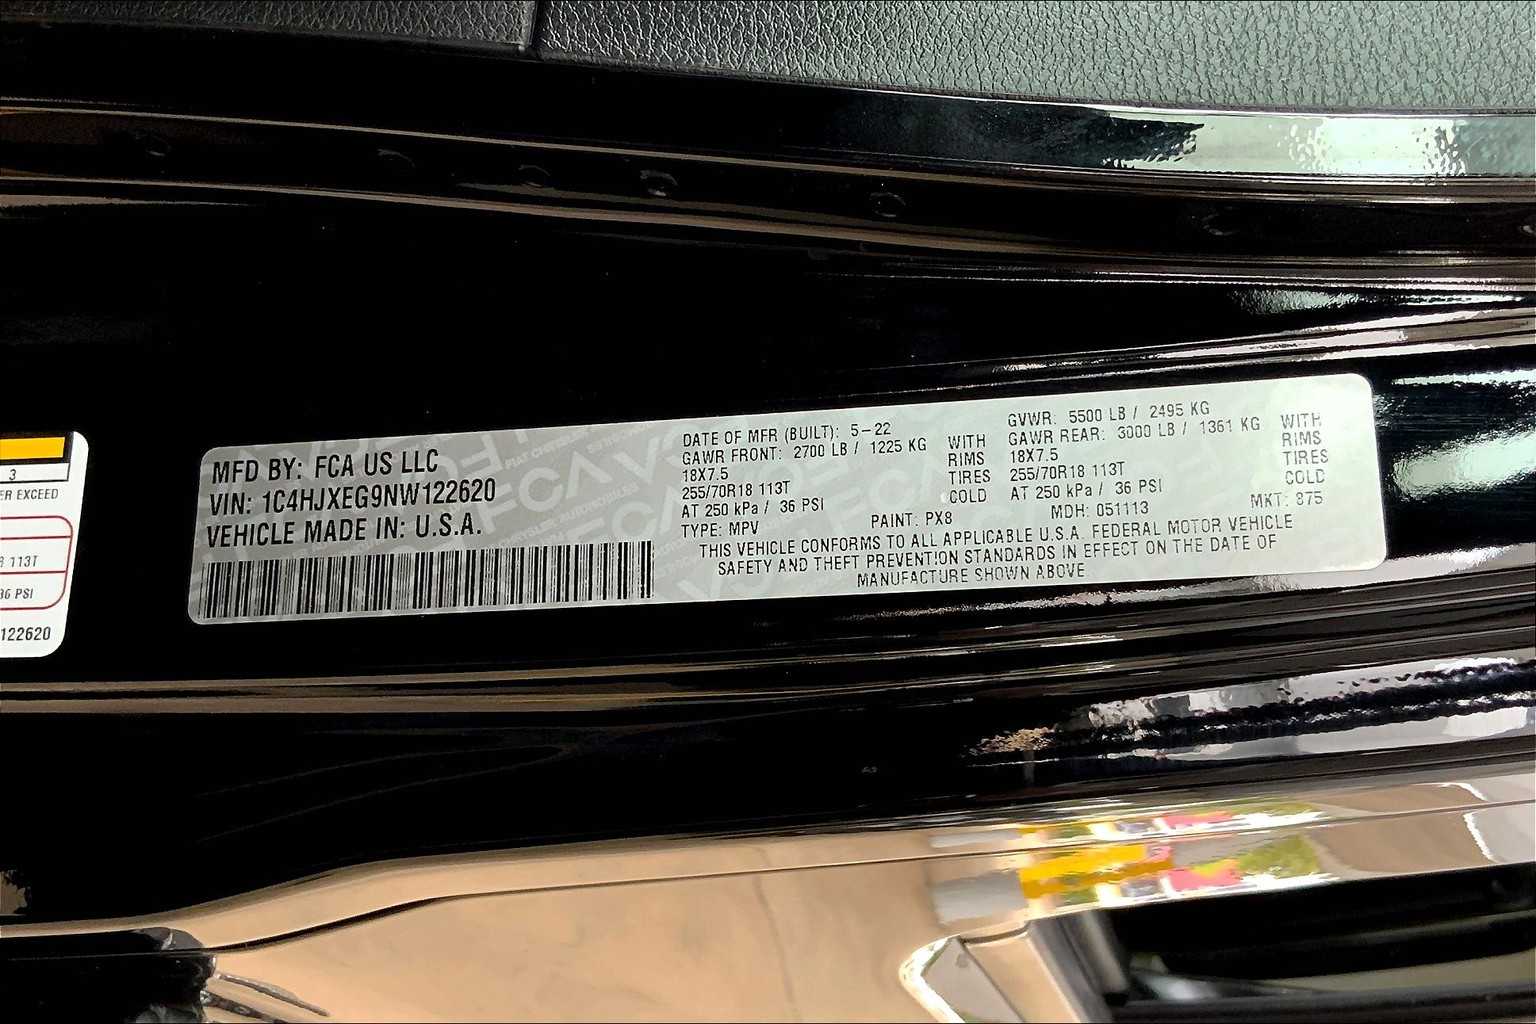 3
ER EXCEED
113T
36 PSI
122620
MFD BY: FCA US LLC
VIN: 1C4HJXEG9NW122620
VEHICLE MADE IN: U.S.A.
DATE OF MFR (BUILT): 5-22
GAWR FRONT: 2700 LB / 1225 KG WITH
18X7.5 RIMS
255/70R18 113T TIRES
AT 250 kPa / 36 PSI COLD
GVWR: 5500 LB / 2495 KG
GAWR REAR: 3000 LB / 1361 KG WITH
18X7.5 RIMS
255/70R18 113T TIRES
AT 250 kPa / 36 PSI COLD
TYPE: MPV PAINT: PX8 MDH: 051113 MKT: 875
THIS VEHICLE CONFORMS TO ALL APPLICABLE U.S.A. FEDERAL MOTOR VEHICLE
SAFETY AND THEFT PREVENTION STANDARDS IN EFFECT ON THE DATE OF
MANUFACTURE SHOWN ABOVE.